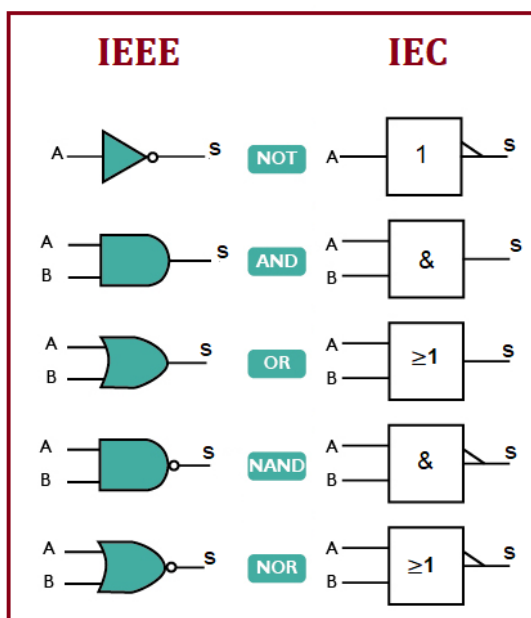 IEEE IEC
A S NOT A 1 S
A B S AND A B & S
A B S OR A B ≥1 S
A B S NAND A B & S
A B S NOR A B ≥1 S